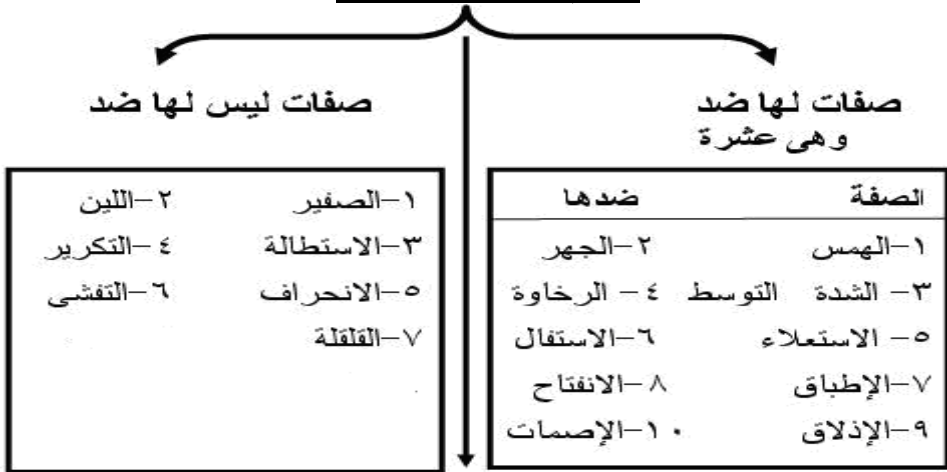 صفات لها ضد
وهى عشرة
الصفة ضدها
١-الهمس ٢-الجهر
٣- الشدة التوسط ٤- الرخاوة
٥- الاستعلاء ٦-الاستفال
٧-الإطباق ٨-الانفتاح
٩-الإذلاق ١٠-الإصمات
صفات ليس لها ضد
١-الصفير ٢-اللين
٣-الاستطالة ٤-التكرير
٥-الانحراف ٦-التفشى
٧-القلقلة